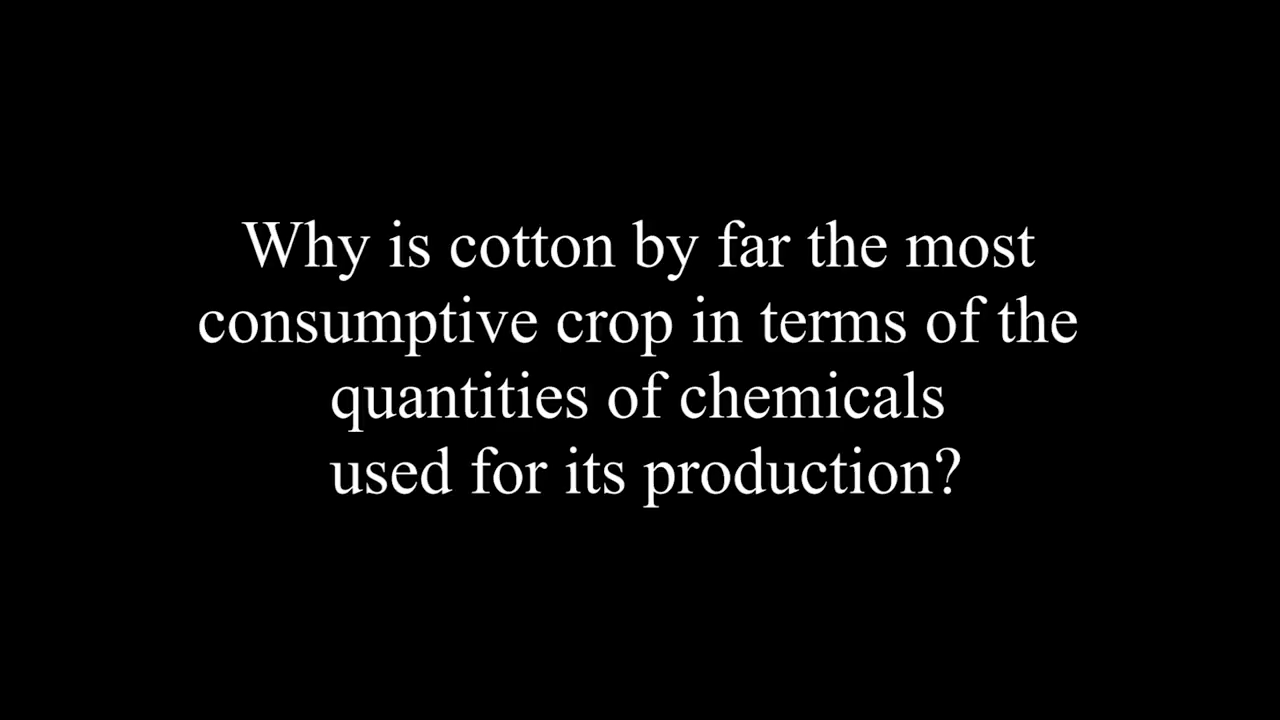 Why is cotton by far the most
consumptive crop in terms of the
quantities of chemicals
used for its production?